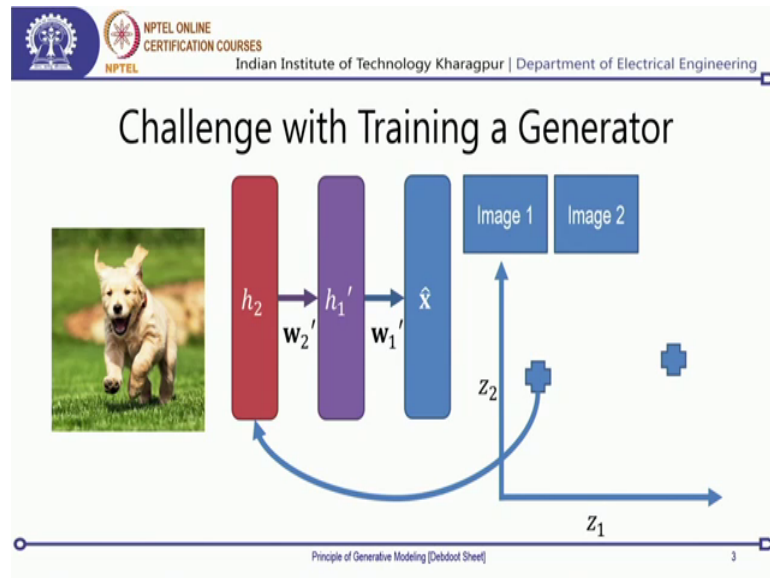 NPTEL ONLINE
CERTIFICATION COURSES
NPTEL
Indian Institute of Technology Kharagpur | Department of Electrical Engineering
Challenge with Training a Generator
Image 1
Image 2
h₂
h₁′
x̂
w₂′
w₁′
z₂
z₁
Principle of Generative Modeling [Debdoot Sheet]
3